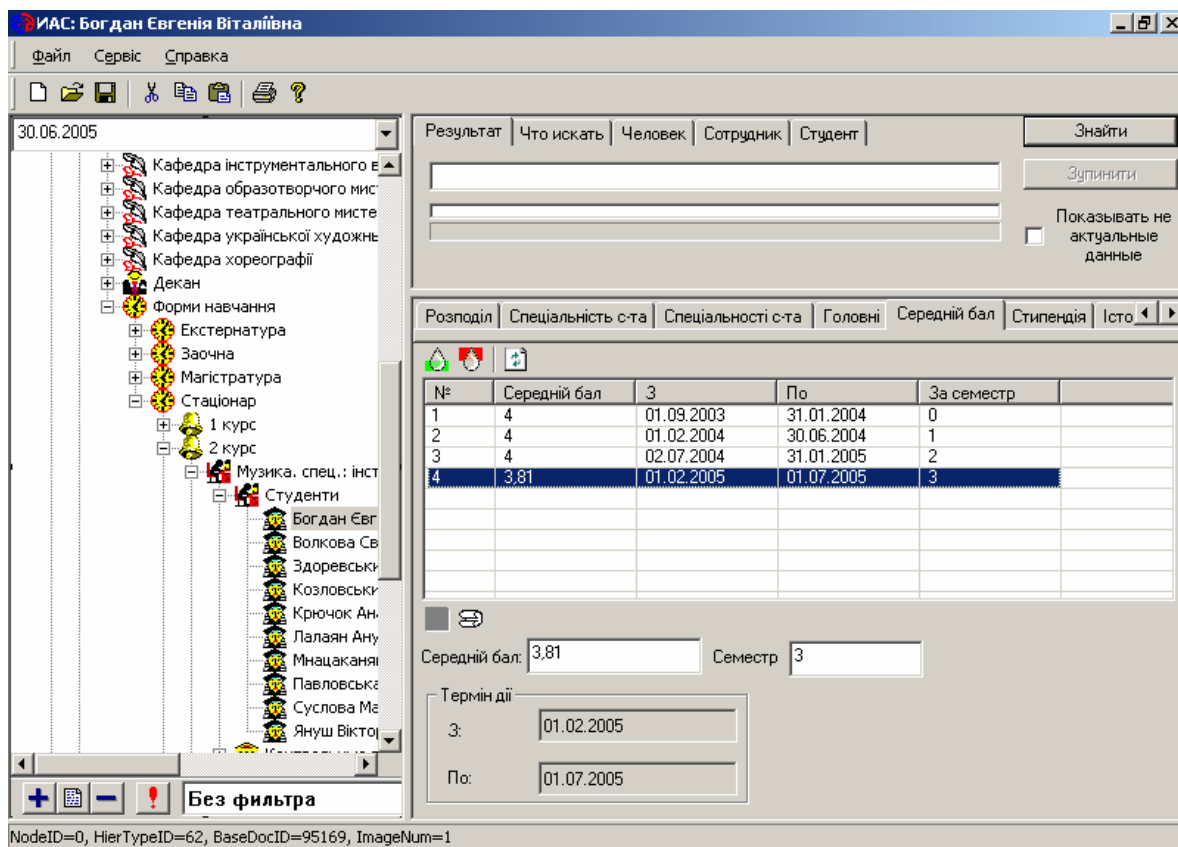 ИАС: Богдан Євгенія Віталіївна
Файл Сервіс Справка
30.06.2005
Кафедра інструментального в
Кафедра образотворчого мис
Кафедра театрального мисте
Кафедра української художнь
Кафедра хореографії
Декан
Форми навчання
Екстернатура
Заочна
Магістратура
Стаціонар
1 курс
2 курс
Музика. спец.: інст
Студенти
Богдан Євг
Волкова Св
Здоревськи
Козловськи
Крючок Ан
Лалаян Ану
Мнацаканя
Павловська
Суслова Ма
Януш Віктор
Без фильтра
Результат Что искать Человек Сотрудник Студент
Знайти
Зупинити
Показывать не
актуальные
данные
Розподіл Спеціальність с-та Спеціальності с-та Головні Середній бал Стипендія Істо
№ Середній бал З По За семестр
1 4 01.09.2003 31.01.2004 0
2 4 01.02.2004 30.06.2004 1
3 4 02.07.2004 31.01.2005 2
4 3,81 01.02.2005 01.07.2005 3
Середній бал: 3,81 Семестр 3
Термін дії
З: 01.02.2005
По: 01.07.2005
NodeID=0, HierTypeID=62, BaseDocID=95169, ImageNum=1